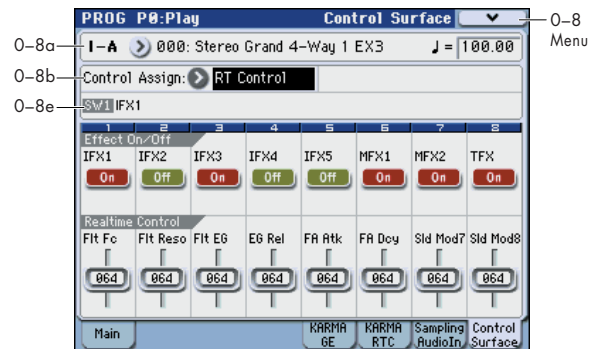 PROG P0:Play Control Surface
0–8
Menu
0–8a
I–A 000: Stereo Grand 4–Way 1 EX3 ♩= 100.00
0–8b
Control Assign: RT Control
0–8e
SW1 IFX1
1 2 3 4 5 6 7 8
Effect On/Off
IFX1 IFX2 IFX3 IFX4 IFX5 MFX1 MFX2 TFX
On Off On Off Off On On On
Realtime Control
Flt Fc Flt Reso Flt EG EG Rel FA Atk FA Dcy Sld Mod7 Sld Mod8
064 064 064 064 064 064 064 064
Main KARMA GE KARMA RTC Sampling AudioIn Control Surface